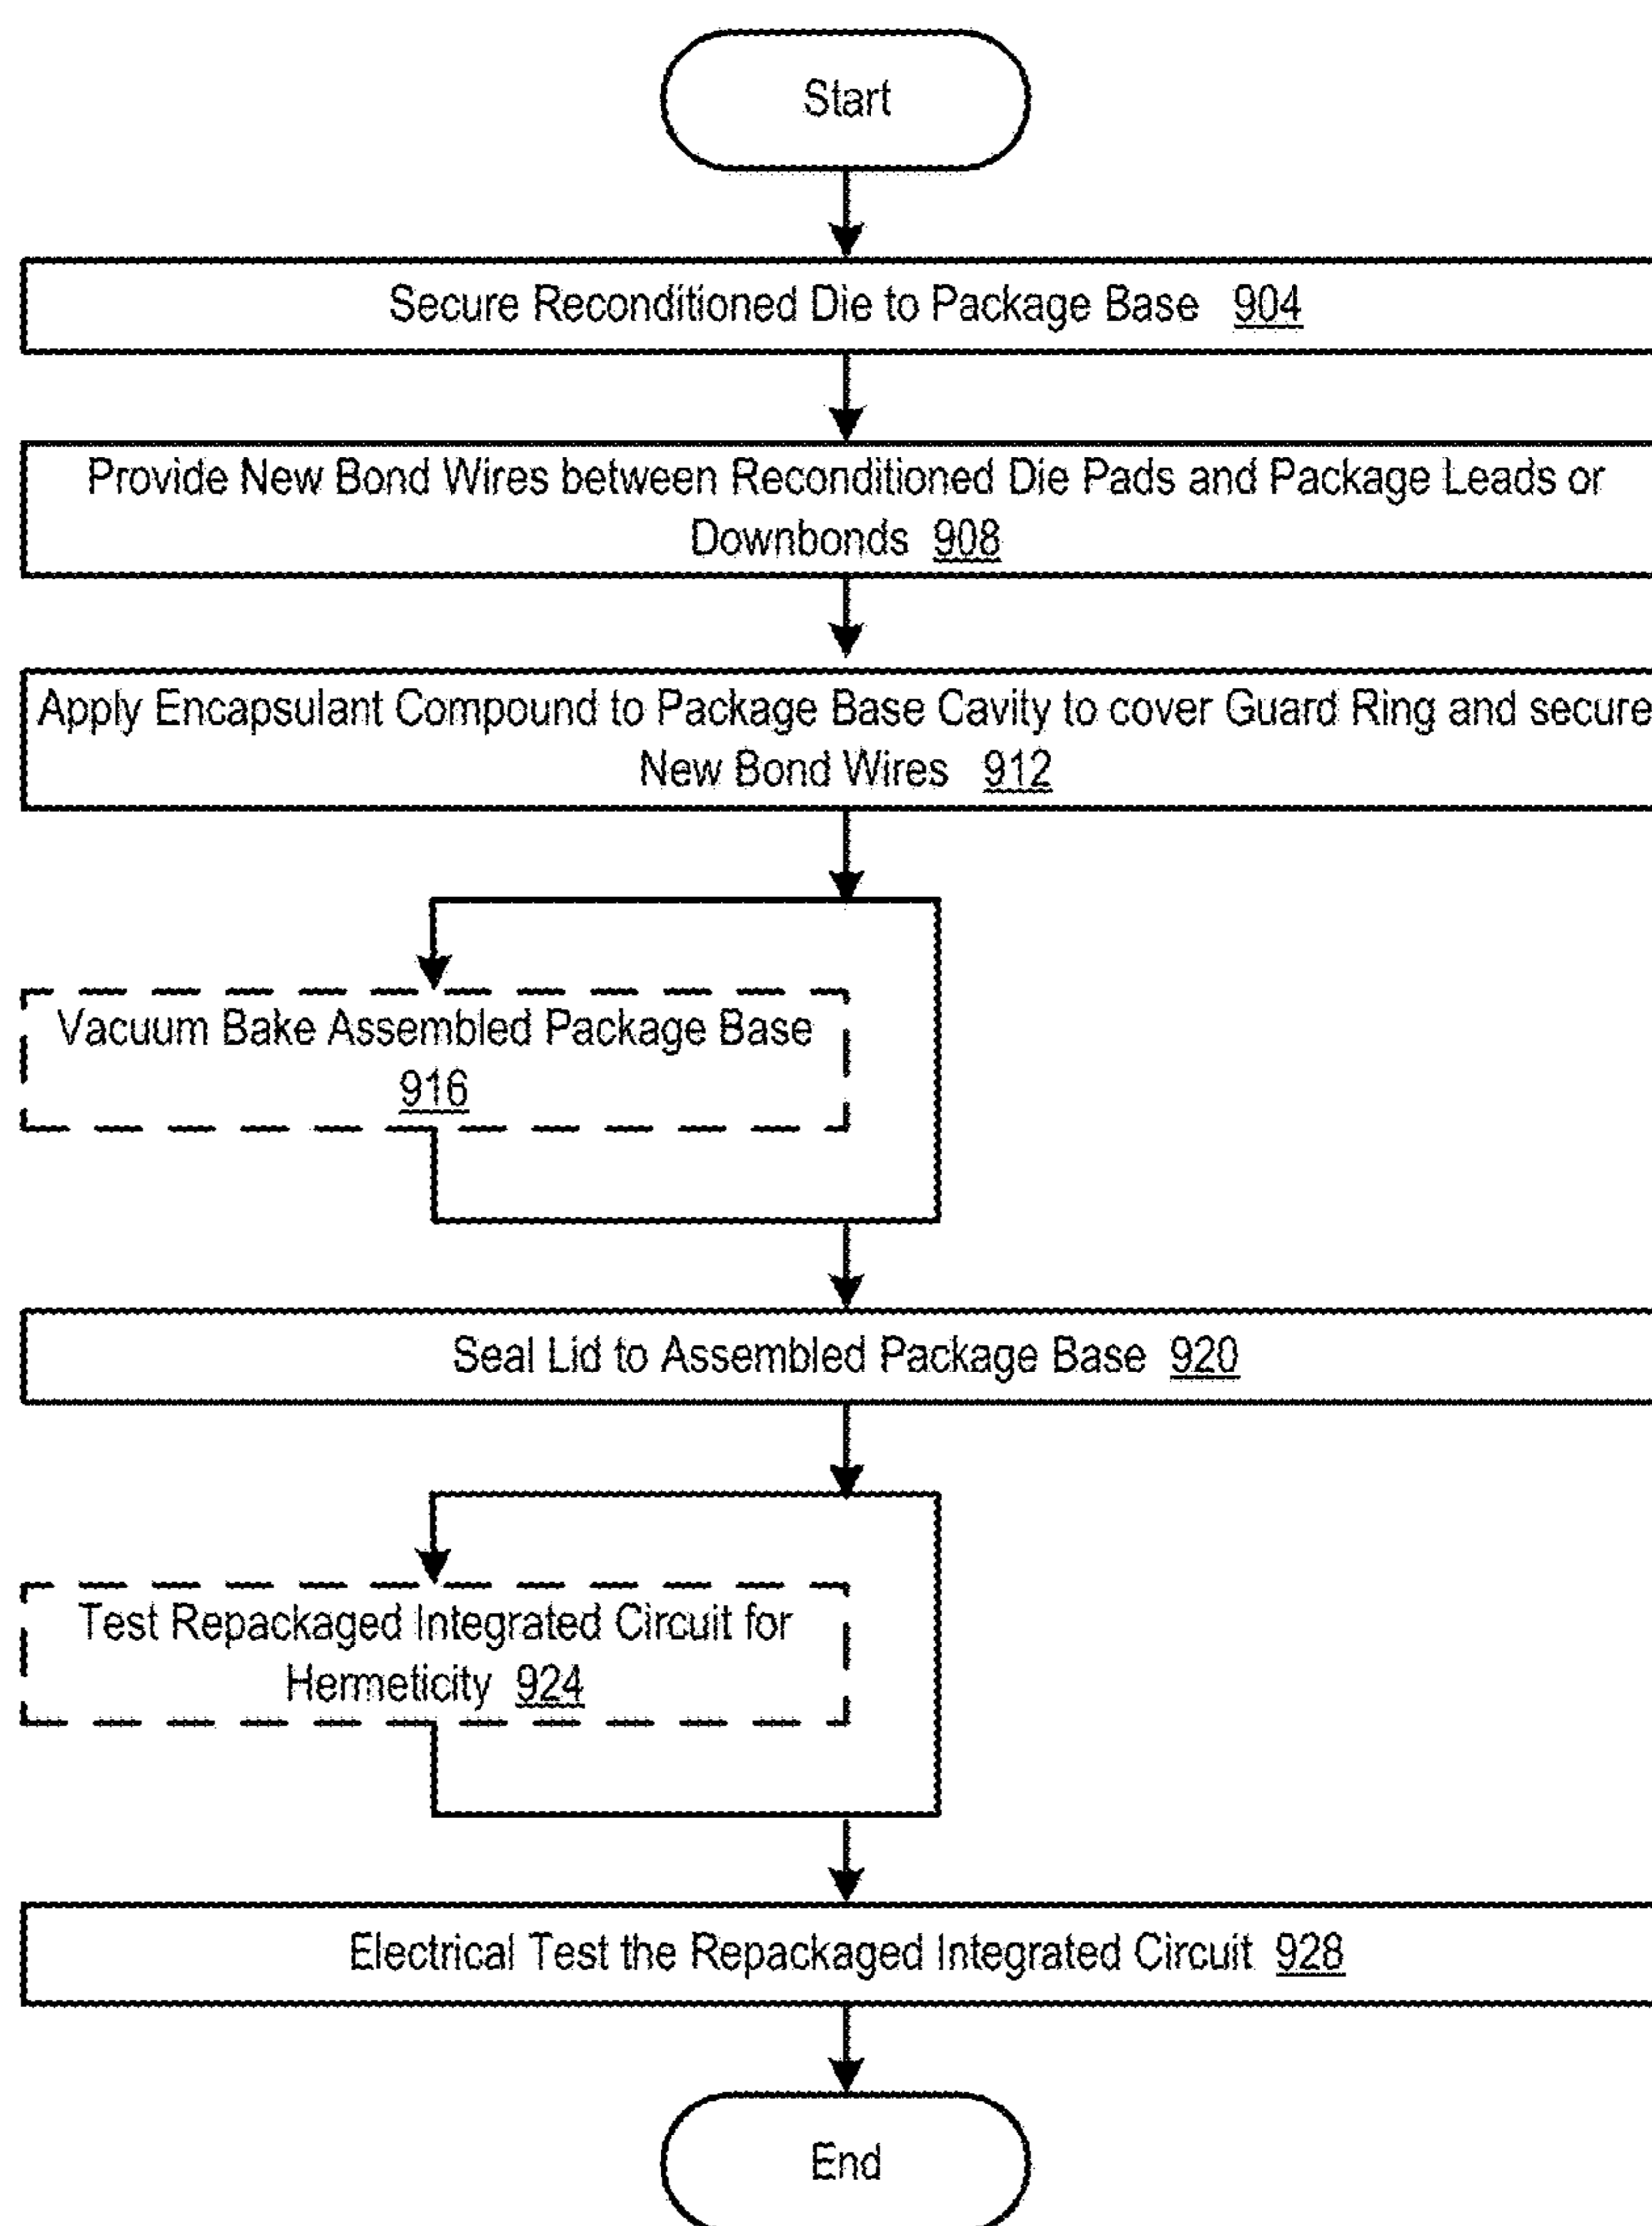 Start
Secure Reconditioned Die to Package Base 904
Provide New Bond Wires between Reconditioned Die Pads and Package Leads or
Downbonds 908
Apply Encapsulant Compound to Package Base Cavity to cover Guard Ring and secure
New Bond Wires 912
Vacuum Bake Assembled Package Base
916
Seal Lid to Assembled Package Base 920
Test Repackaged Integrated Circuit for
Hermeticity 924
Electrical Test the Repackaged Integrated Circuit 928
End